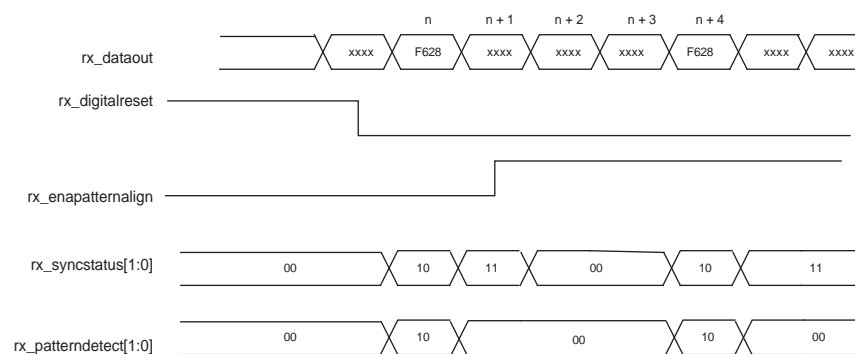 n n + 1 n + 2 n + 3 n + 4
rx_dataout xxxx F628 xxxx xxxx xxxx F628 xxxx xxxx
rx_digitalreset
rx_enapatternalign
rx_syncstatus[1:0] 00 10 11 00 10 11
rx_patterndetect[1:0] 00 10 00 10 00